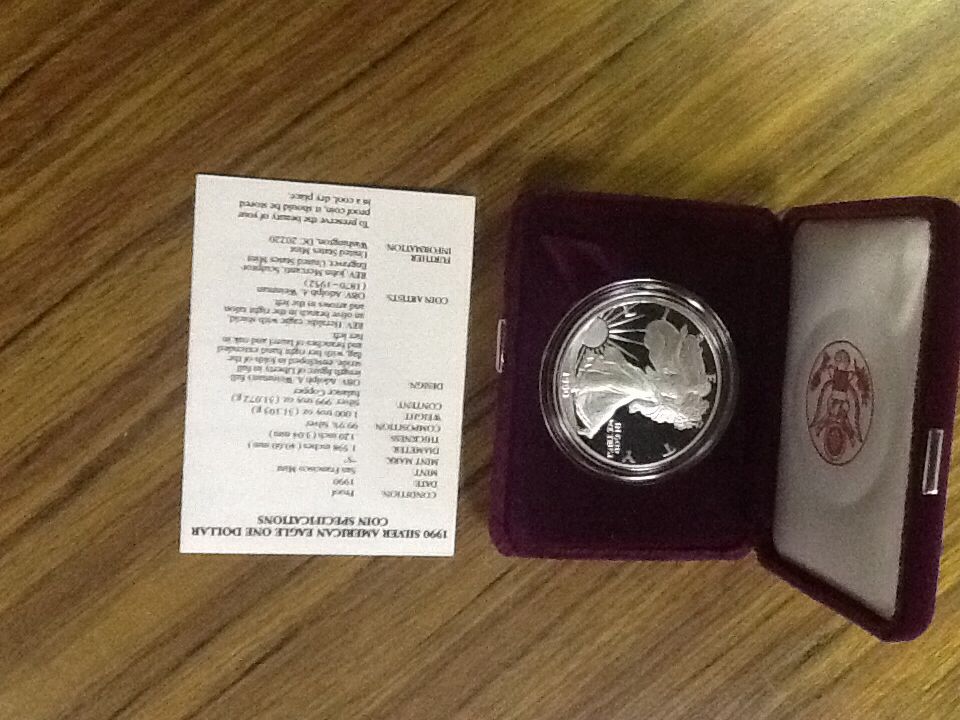 1990 SILVER AMERICAN EAGLE ONE DOLLAR
COIN SPECIFICATIONS
CONDITION: Proof
DATE: 1990
MINT: San Francisco Mint
MINT MARK: "S"
DIAMETER: 1.598 inches (40.60 mm)
THICKNESS: .120 inch (3.04 mm)
COMPOSITION: 99.9% Silver
WEIGHT: 1.000 troy oz (31.103 g)
CONTENT: Silver .999 troy oz (31.072 g)
balance Copper
DESIGN: OBV: Adolph A. Weinman's full
length figure of Liberty in full
stride, enveloped in folds of the
flag, with her right hand extended
and branches of laurel and oak in
her left.
REV: Heraldic eagle with shield,
an olive branch in the right talon
and arrows in the left.
COIN ARTISTS: OBV: Adolph A. Weinman
(1870–1952)
REV: John Mercanti, Sculptor-
Engraver, United States Mint
FURTHER INFORMATION: United States Mint
Washington, DC 20220
To preserve the beauty of your
proof coin, it should be stored
in a cool, dry place.
LIBERTY
IN GOD
WE TRUST
1990